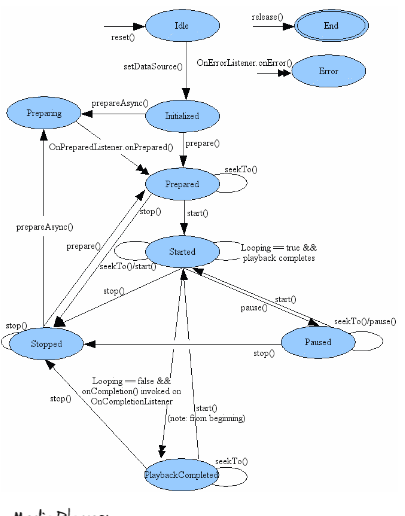 Idle
release()
End
reset()
OnErrorListener.onError()
setDataSource()
Error
Preparing
prepareAsync()
Initialized
OnPreparedListener.onPrepared()
prepare()
seekTo()
Prepared
stop()
start()
prepareAsync()
prepare()
Started
Looping == true &&
playback completes
seekTo()/start()
stop()
start()
pause()
seekTo()/pause()
stop()
Stopped
Paused
stop()
Looping == false &&
onCompletion() invoked on
OnCompletionListener
stop()
start()
(note: from beginning)
seekTo()
PlaybackCompleted